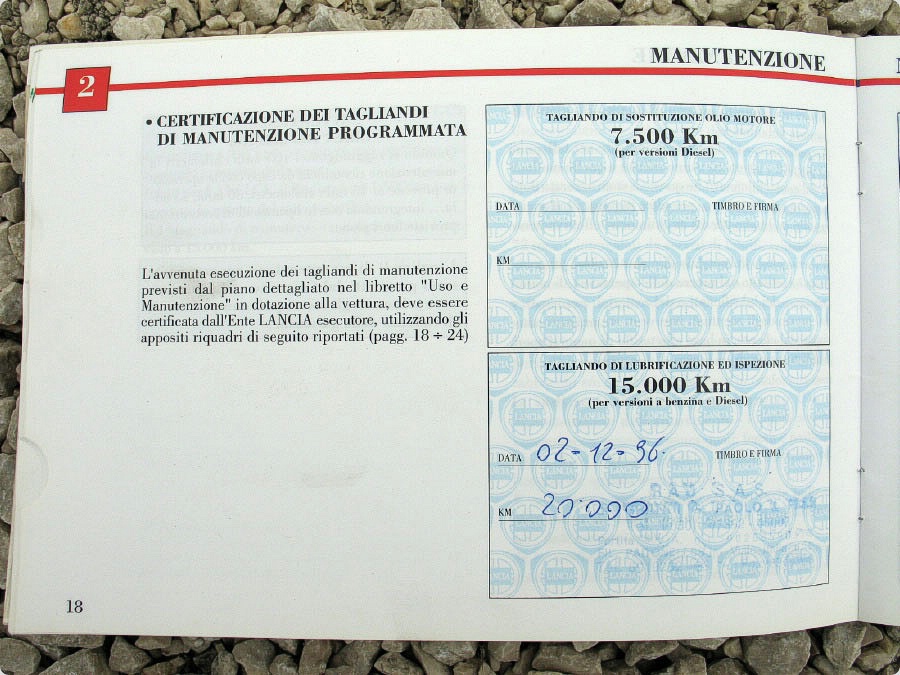 MANUTENZIONE
2
• CERTIFICAZIONE DEI TAGLIANDI
DI MANUTENZIONE PROGRAMMATA
L'avvenuta esecuzione dei tagliandi di manutenzione
previsti dal piano dettagliato nel libretto "Uso e
Manutenzione" in dotazione alla vettura, deve essere
certificata dall'Ente LANCIA esecutore, utilizzando gli
appositi riquadri di seguito riportati (pagg. 18 ÷ 24)
TAGLIANDO DI SOSTITUZIONE OLIO MOTORE
7.500 Km
(per versioni Diesel)
DATA TIMBRO E FIRMA
KM
TAGLIANDO DI LUBRIFICAZIONE ED ISPEZIONE
15.000 Km
(per versioni a benzina e Diesel)
DATA 02-12-96. TIMBRO E FIRMA
KM 20.000
S.A.S.
PAOLO
18